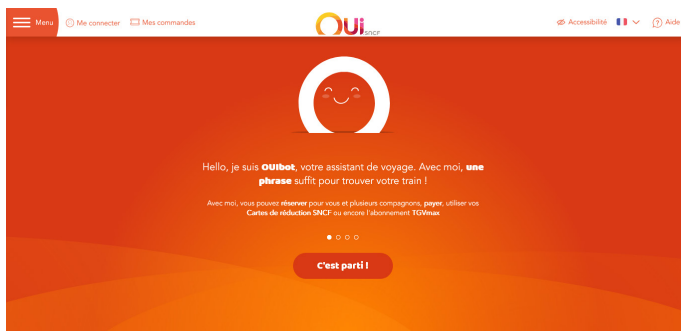 Menu
Me connecter
Mes commandes
OUi
SNCF
Accessibilité
Aide
Hello, je suis OUIbot, votre assistant de voyage. Avec moi, une
phrase suffit pour trouver votre train !
Avec moi, vous pouvez réserver pour vous et plusieurs compagnons, payer, utiliser vos
Cartes de réduction SNCF ou encore l'abonnement TGVmax
C'est parti !